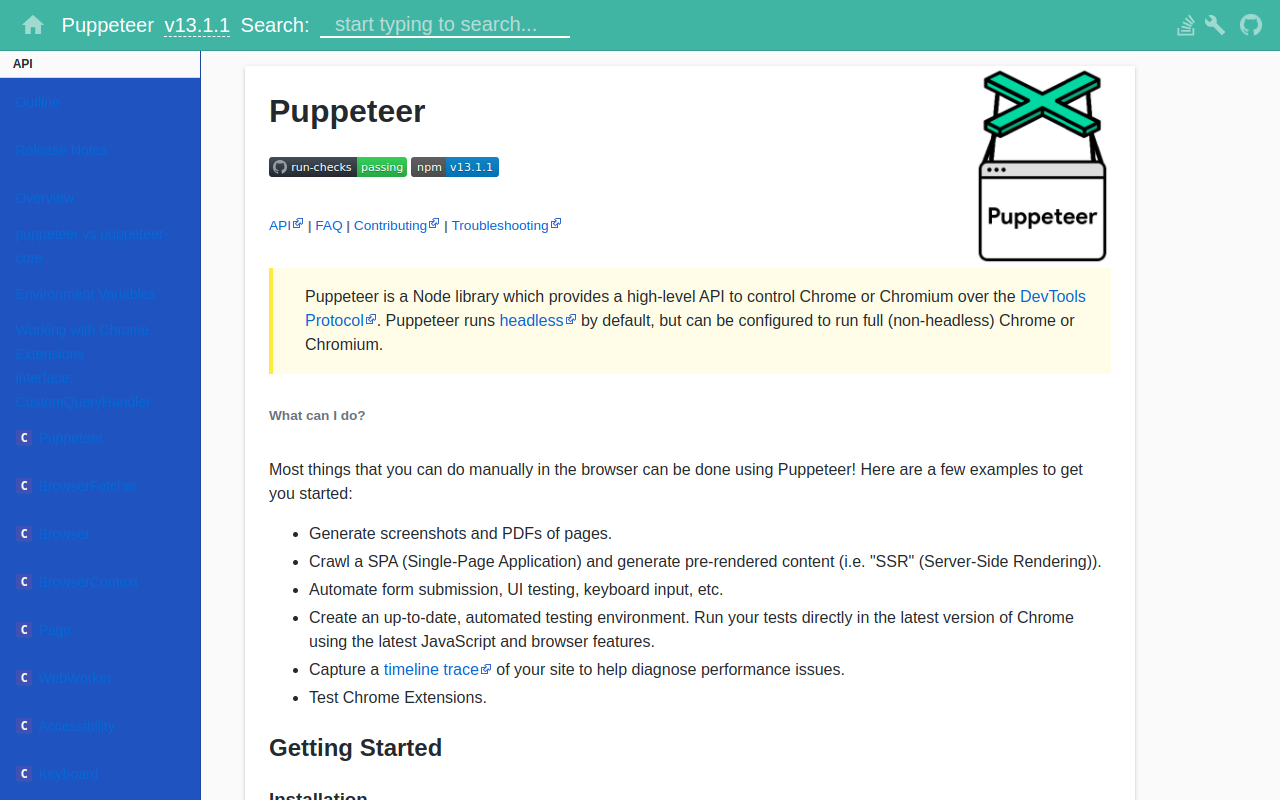 Puppeteer v13.1.1 Search: start typing to search...
API
Outline
Release Notes
Overview
puppeteer vs puppeteer-
core
Environment Variables
Working with Chrome
Extensions
interface:
CustomQueryHandler
C Puppeteer
C BrowserFetcher
C Browser
C BrowserContext
C Page
C WebWorker
C Accessibility
C Keyboard
Puppeteer
run-checks passing npm v13.1.1
API | FAQ | Contributing | Troubleshooting
Puppeteer
Puppeteer is a Node library which provides a high-level API to control Chrome or Chromium over the DevTools
Protocol. Puppeteer runs headless by default, but can be configured to run full (non-headless) Chrome or
Chromium.
What can I do?
Most things that you can do manually in the browser can be done using Puppeteer! Here are a few examples to get
you started:
• Generate screenshots and PDFs of pages.
• Crawl a SPA (Single-Page Application) and generate pre-rendered content (i.e. "SSR" (Server-Side Rendering)).
• Automate form submission, UI testing, keyboard input, etc.
• Create an up-to-date, automated testing environment. Run your tests directly in the latest version of Chrome
using the latest JavaScript and browser features.
• Capture a timeline trace of your site to help diagnose performance issues.
• Test Chrome Extensions.
Getting Started
Installation